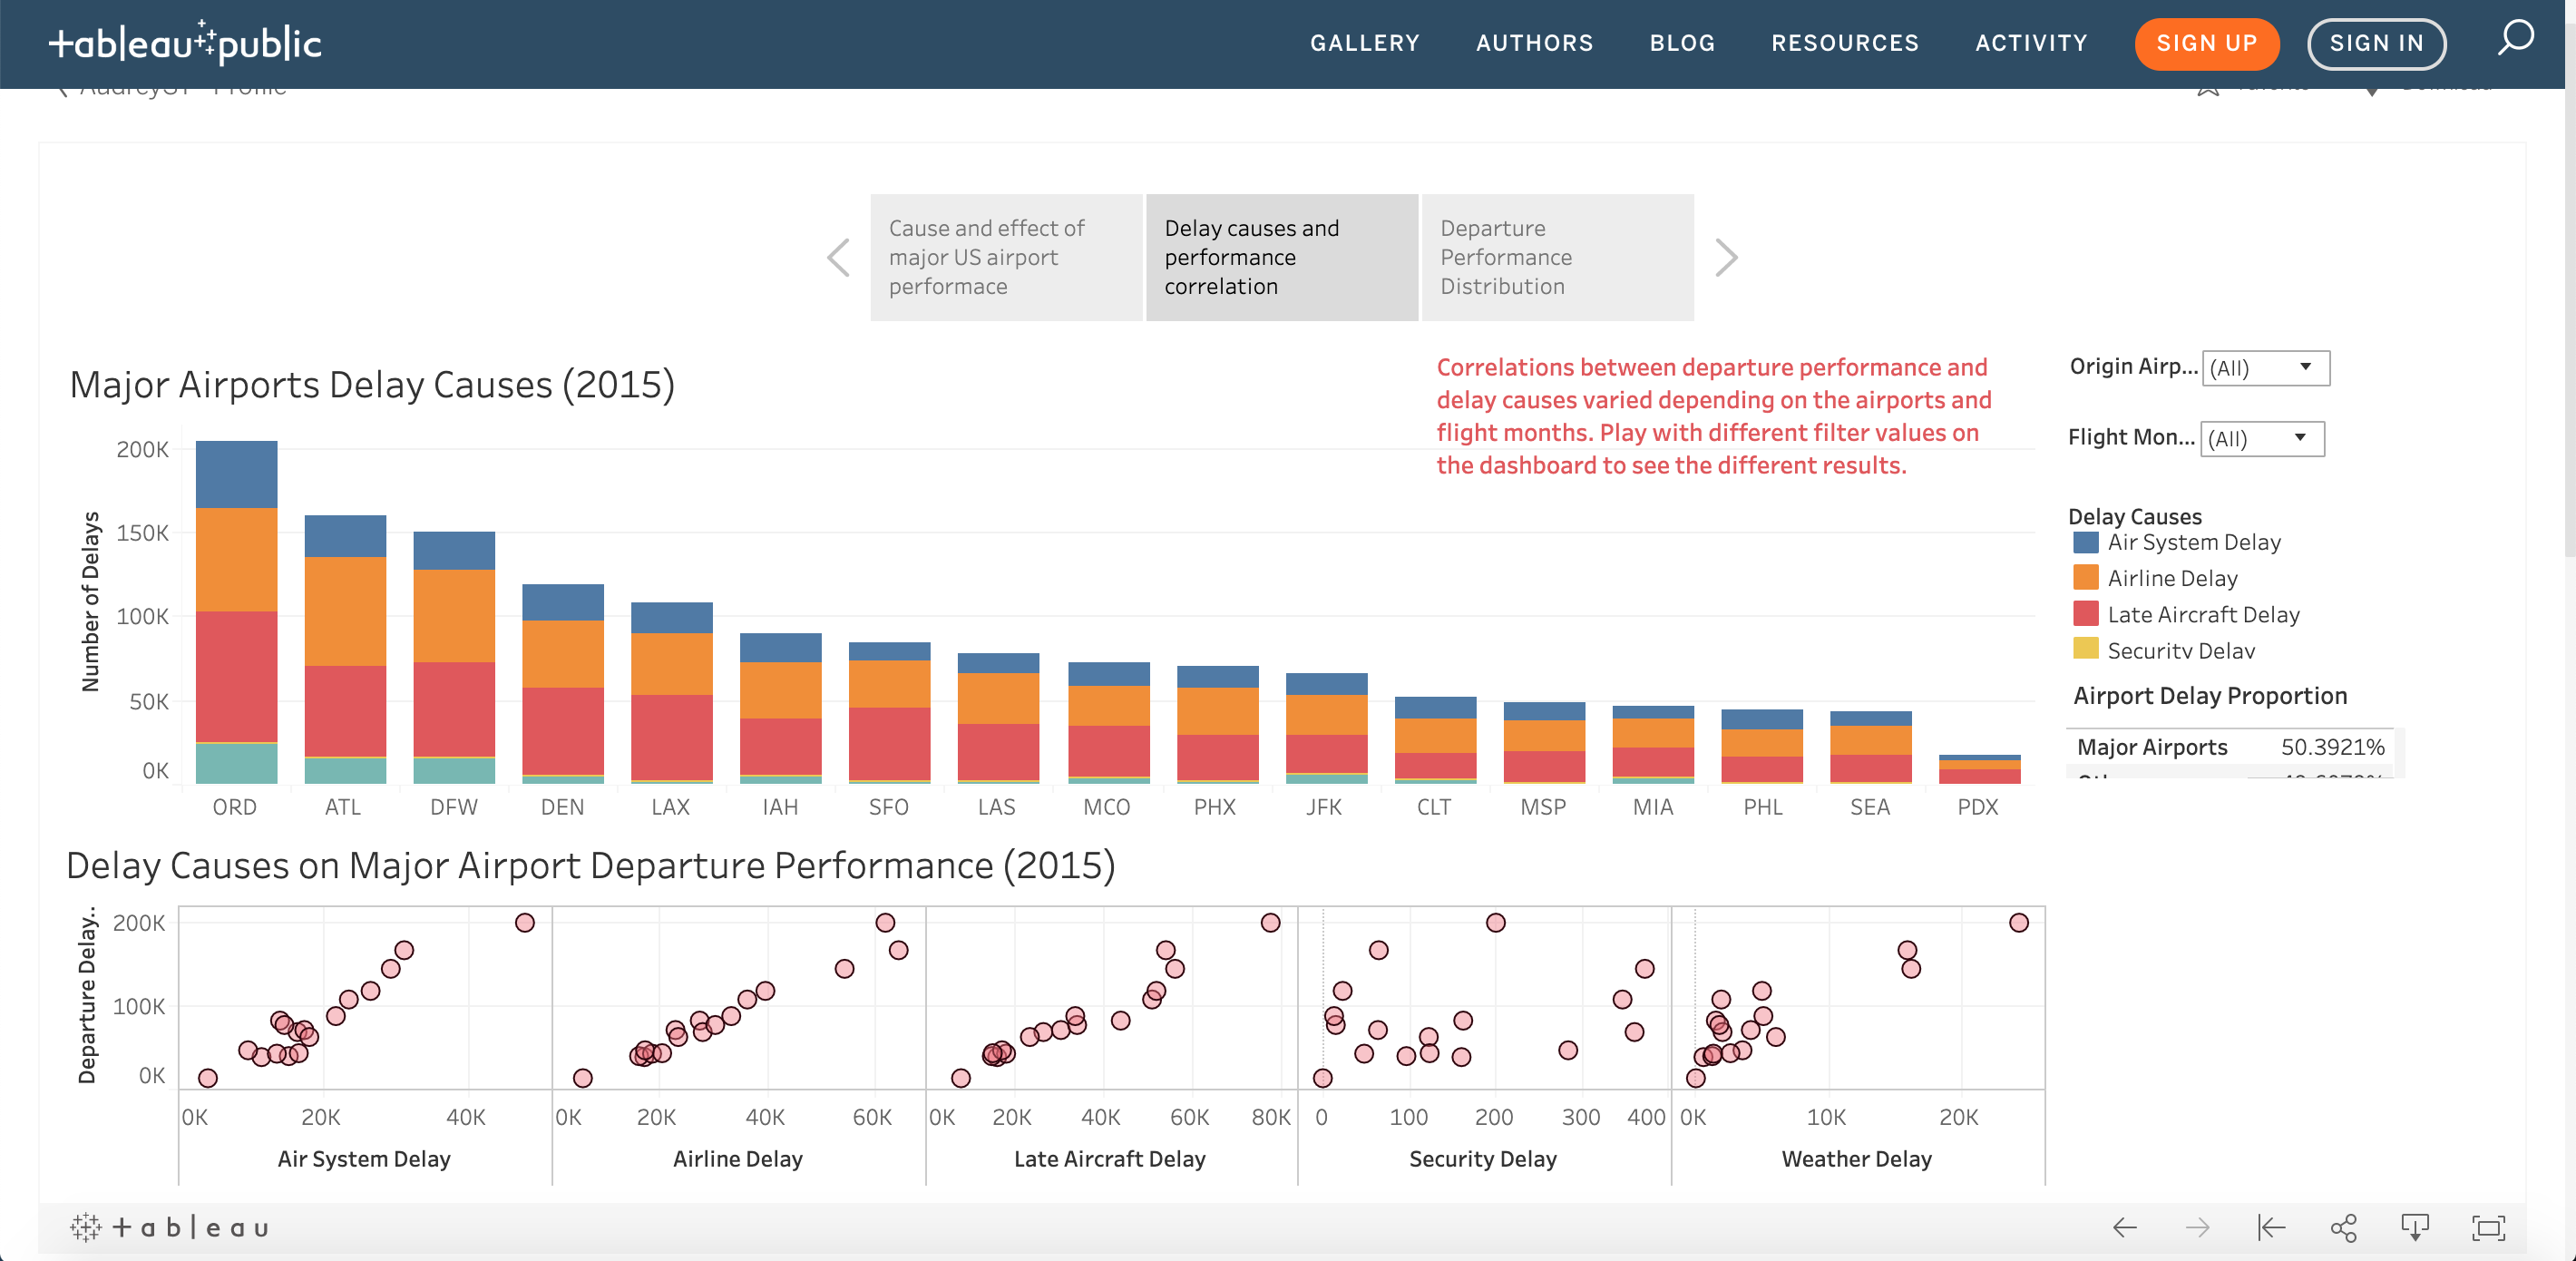 tableau public
GALLERY AUTHORS BLOG RESOURCES ACTIVITY SIGN UP SIGN IN
Cause and effect of
major US airport
performace
Delay causes and
performance
correlation
Departure
Performance
Distribution
Major Airports Delay Causes (2015)
Correlations between departure performance and
delay causes varied depending on the airports and
flight months. Play with different filter values on
the dashboard to see the different results.
Origin Airp... (All)
Flight Mon... (All)
Delay Causes
Air System Delay
Airline Delay
Late Aircraft Delay
Security Delay
Airport Delay Proportion
Major Airports 50.3921%
Number of Delays
200K
150K
100K
50K
0K
ORD ATL DFW DEN LAX IAH SFO LAS MCO PHX JFK CLT MSP MIA PHL SEA PDX
Delay Causes on Major Airport Departure Performance (2015)
Departure Delay..
200K
100K
0K
0K 20K 40K 0K 20K 40K 60K 0K 20K 40K 60K 80K 0 100 200 300 400 0K 10K 20K
Air System Delay Airline Delay Late Aircraft Delay Security Delay Weather Delay
tableau